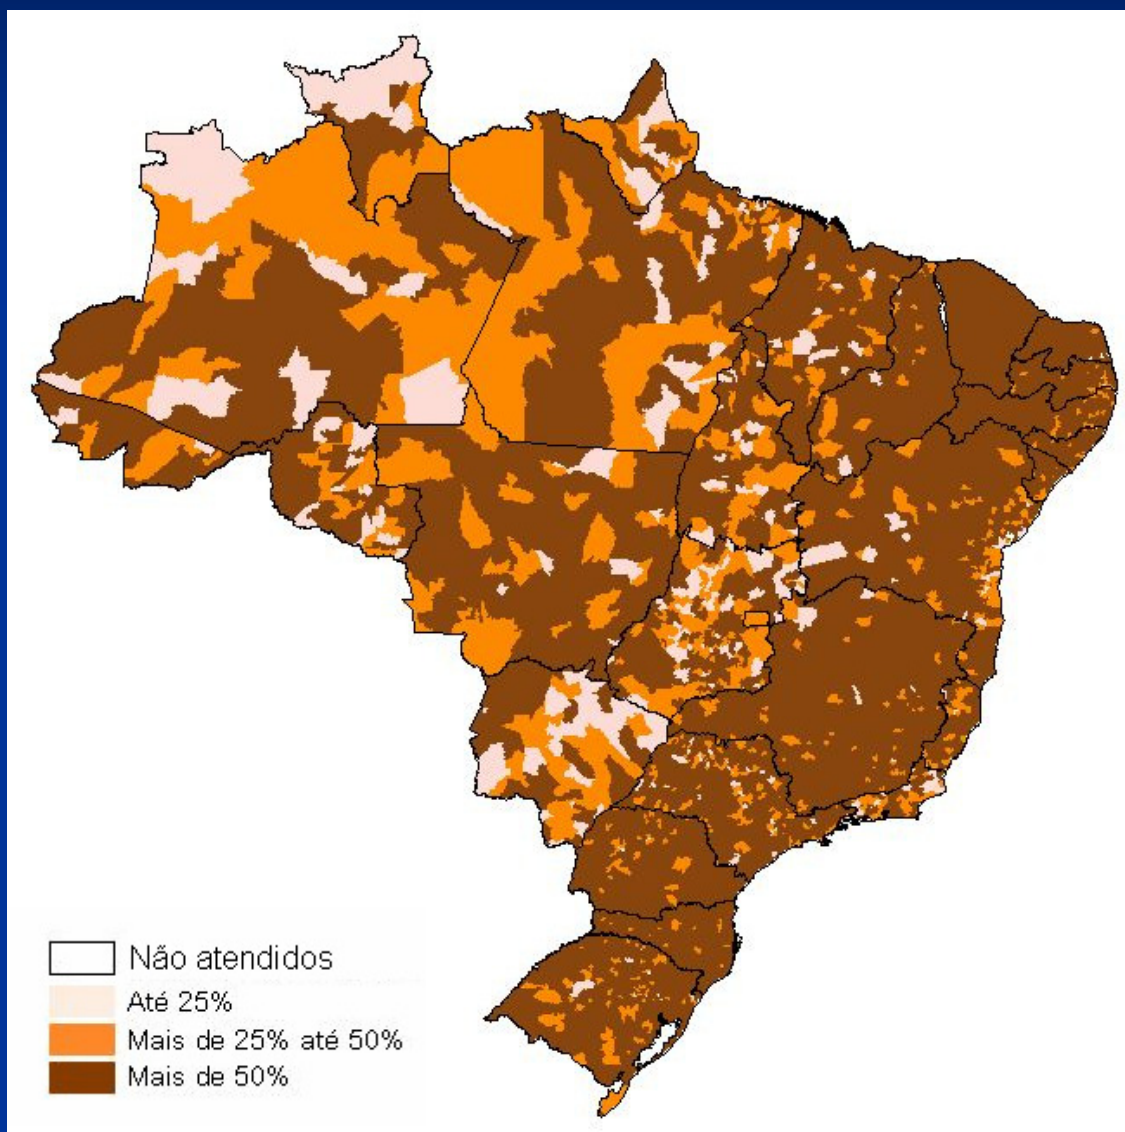 Não atendidos
Até 25%
Mais de 25% até 50%
Mais de 50%